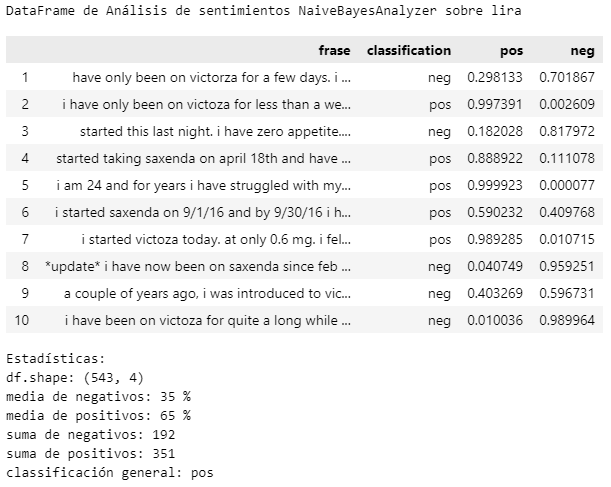 DataFrame de Análisis de sentimientos NaiveBayesAnalyzer sobre lira
frase classification pos neg
1 have only been on victorza for a few days. i ... neg 0.298133 0.701867
2 i have only been on victoza for less than a we... pos 0.997391 0.002609
3 started this last night. i have zero appetite.... neg 0.182028 0.817972
4 started taking saxenda on april 18th and have ... pos 0.888922 0.111078
5 i am 24 and for years i have struggled with my... pos 0.999923 0.000077
6 i started saxenda on 9/1/16 and by 9/30/16 i h... pos 0.590232 0.409768
7 i started victoza today. at only 0.6 mg. i fel... pos 0.989285 0.010715
8 *update* i have now been on saxenda since feb ... neg 0.040749 0.959251
9 a couple of years ago, i was introduced to vic... neg 0.403269 0.596731
10 i have been on victoza for quite a long while ... neg 0.010036 0.989964
Estadísticas:
df.shape: (543, 4)
media de negativos: 35 %
media de positivos: 65 %
suma de negativos: 192
suma de positivos: 351
classificación general: pos